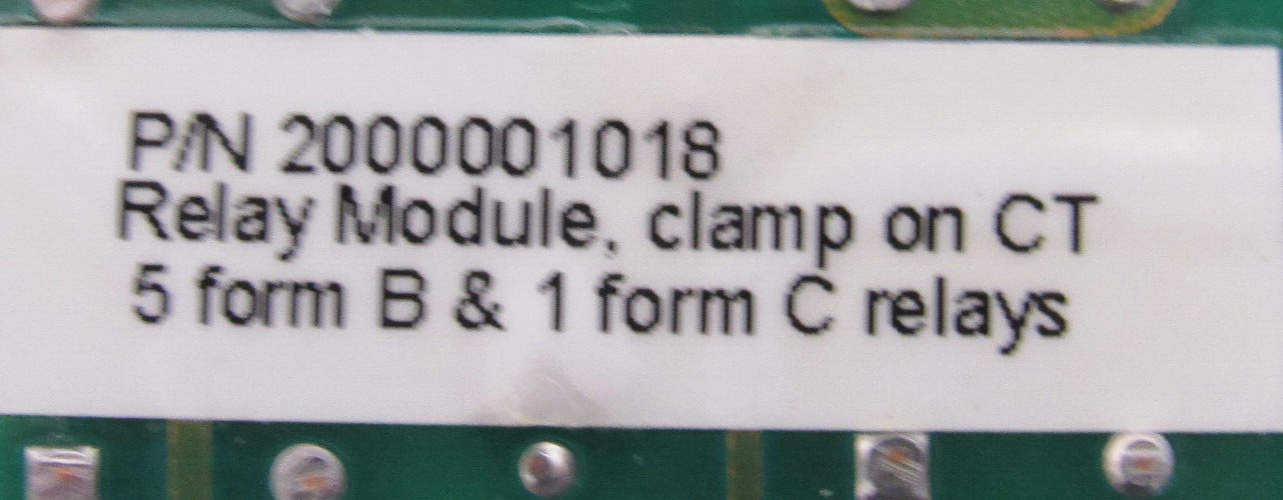 P/N 2000001018
Relay Module, clamp on CT
5 form B & 1 form C relays